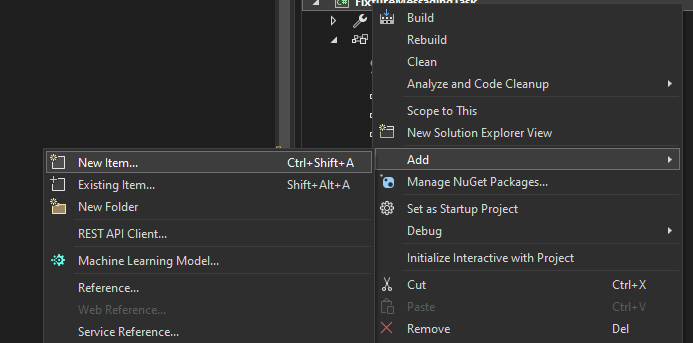 FixtureMessagingTask
Build
Rebuild
Clean
Analyze and Code Cleanup
Scope to This
New Solution Explorer View
Add
Manage NuGet Packages...
Set as Startup Project
Debug
Initialize Interactive with Project
Cut Ctrl+X
Paste Ctrl+V
Remove Del
New Item... Ctrl+Shift+A
Existing Item... Shift+Alt+A
New Folder
REST API Client...
Machine Learning Model...
Reference...
Web Reference...
Service Reference...